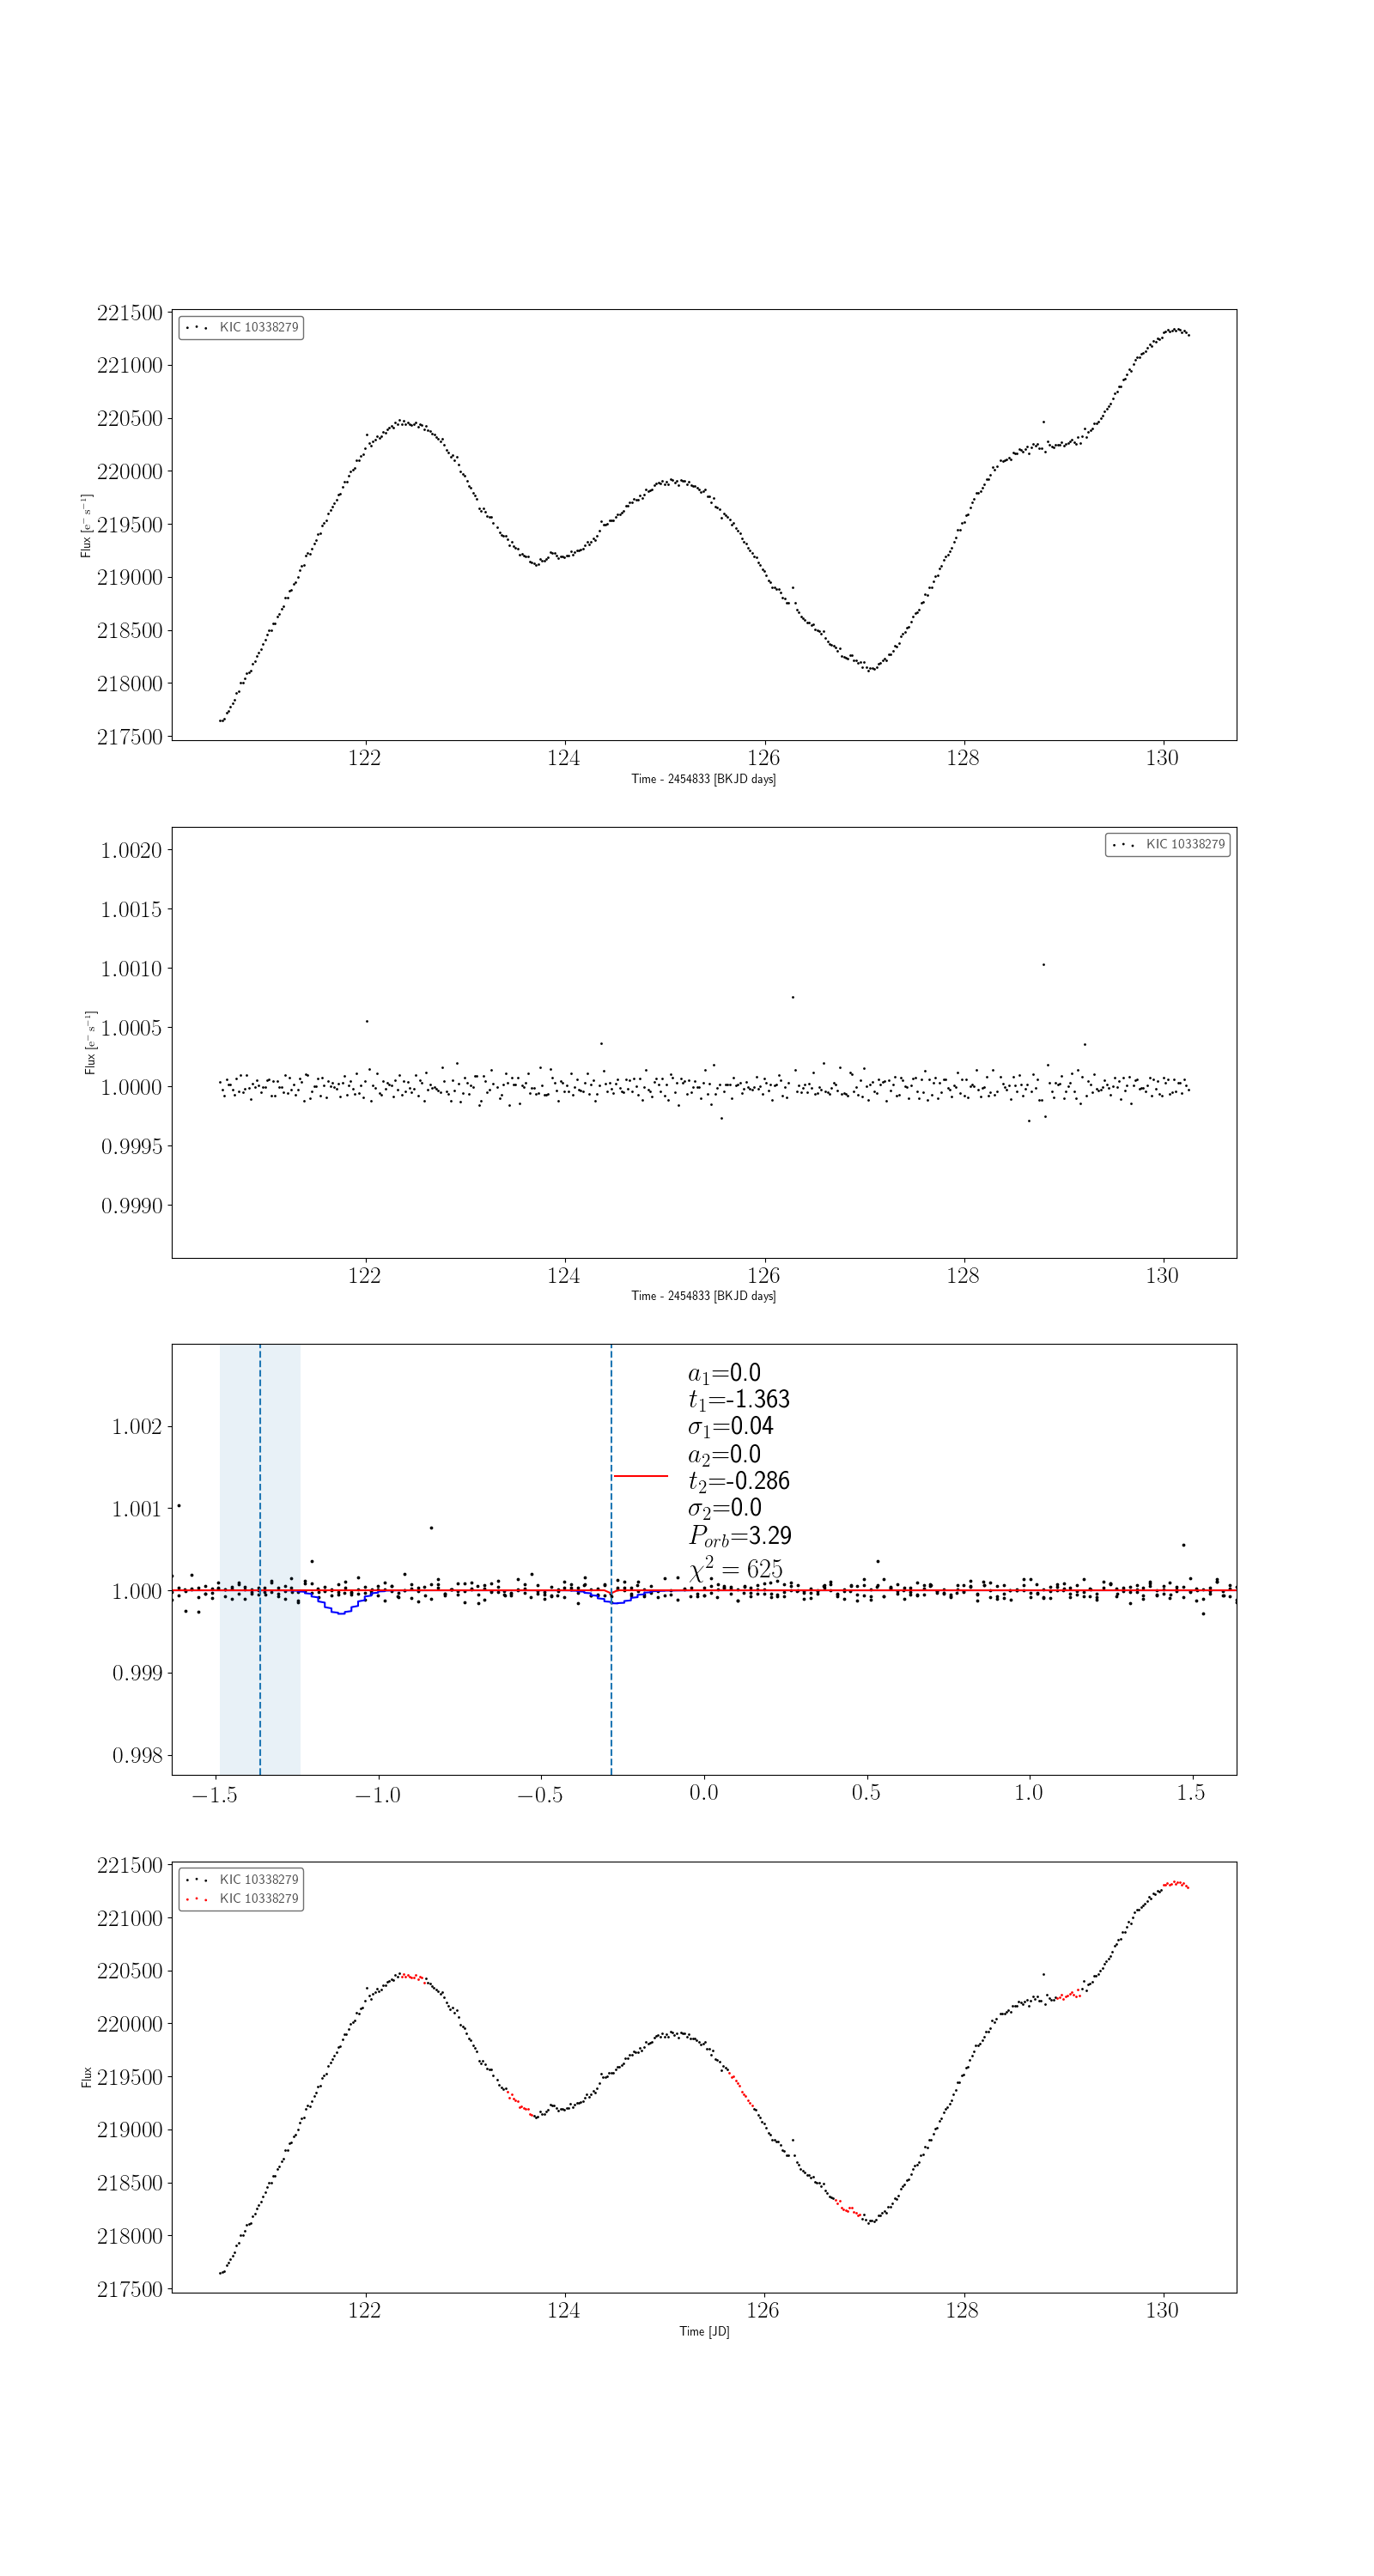 221500
KIC 10338279
221000
220500
220000
219500
219000
218500
218000
217500
Flux [e⁻ s⁻¹]
122 124 126 128 130
Time - 2454833 [BKJD days]
KIC 10338279
1.0020
1.0015
1.0010
1.0005
1.0000
0.9995
0.9990
Flux [e⁻ s⁻¹]
122 124 126 128 130
Time - 2454833 [BKJD days]
a₁=0.0
t₁=-1.363
σ₁=0.04
a₂=0.0
t₂=-0.286
σ₂=0.0
P_orb=3.29
χ² = 625
1.002
1.001
1.000
0.999
0.998
−1.5 −1.0 −0.5 0.0 0.5 1.0 1.5
221500
KIC 10338279
KIC 10338279
221000
220500
220000
219500
219000
218500
218000
217500
Flux
122 124 126 128 130
Time [JD]